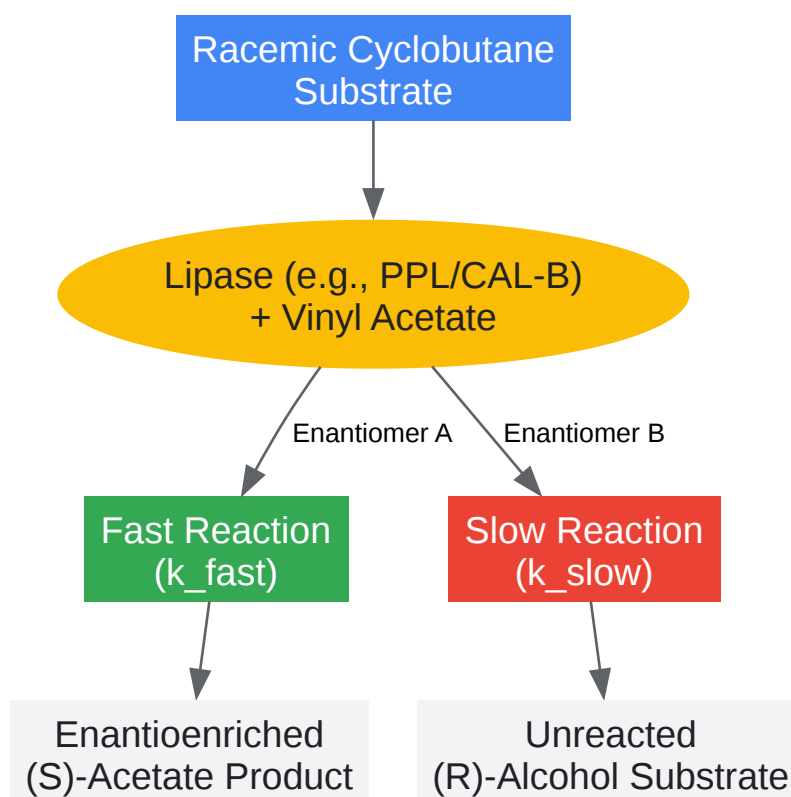 Racemic Cyclobutane
Substrate
Lipase (e.g., PPL/CAL-B)
+ Vinyl Acetate
Enantiomer A
Enantiomer B
Fast Reaction
(k_fast)
Slow Reaction
(k_slow)
Enantioenriched
(S)-Acetate Product
Unreacted
(R)-Alcohol Substrate